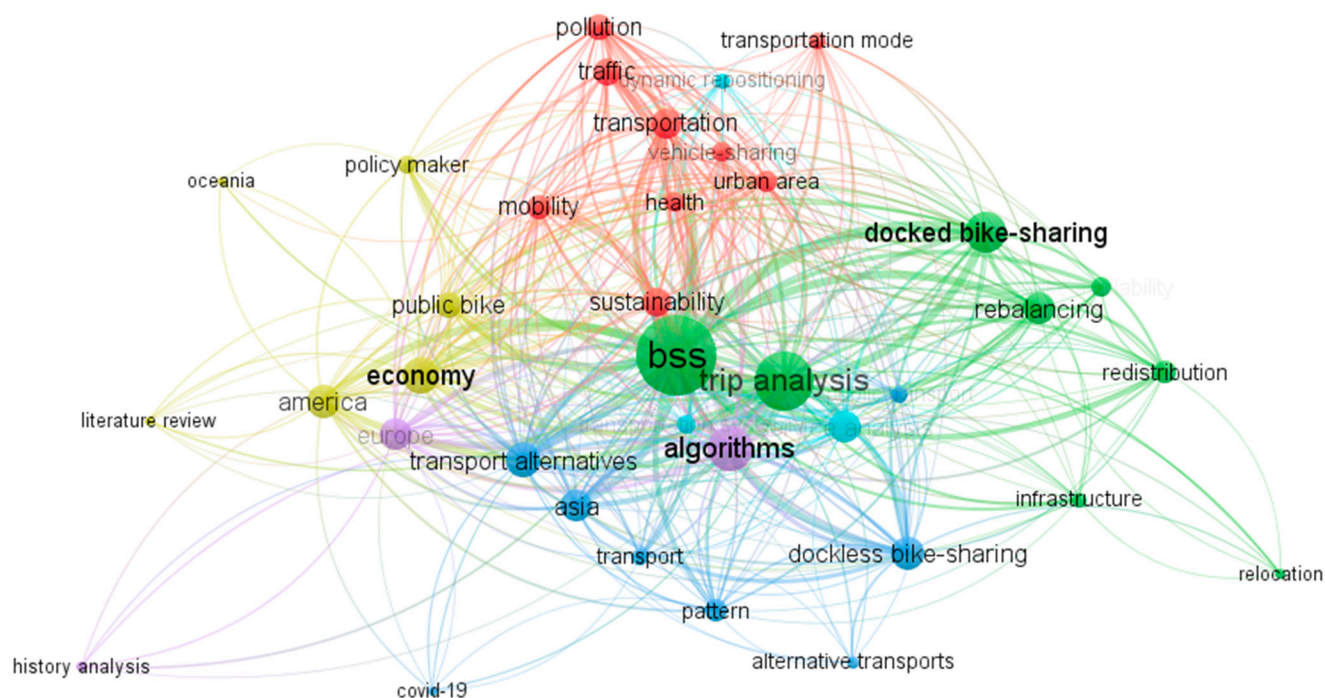 pollution
transportation mode
traffic
dynamic repositioning
transportation
vehicle-sharing
policy maker
oceania
urban area
mobility
health
docked bike-sharing
public bike
sustainability
rebalancing
bss
economy
trip analysis
redistribution
america
literature review
europe
algorithms
transport alternatives
asia
infrastructure
transport
dockless bike-sharing
relocation
pattern
history analysis
alternative transports
covid-19